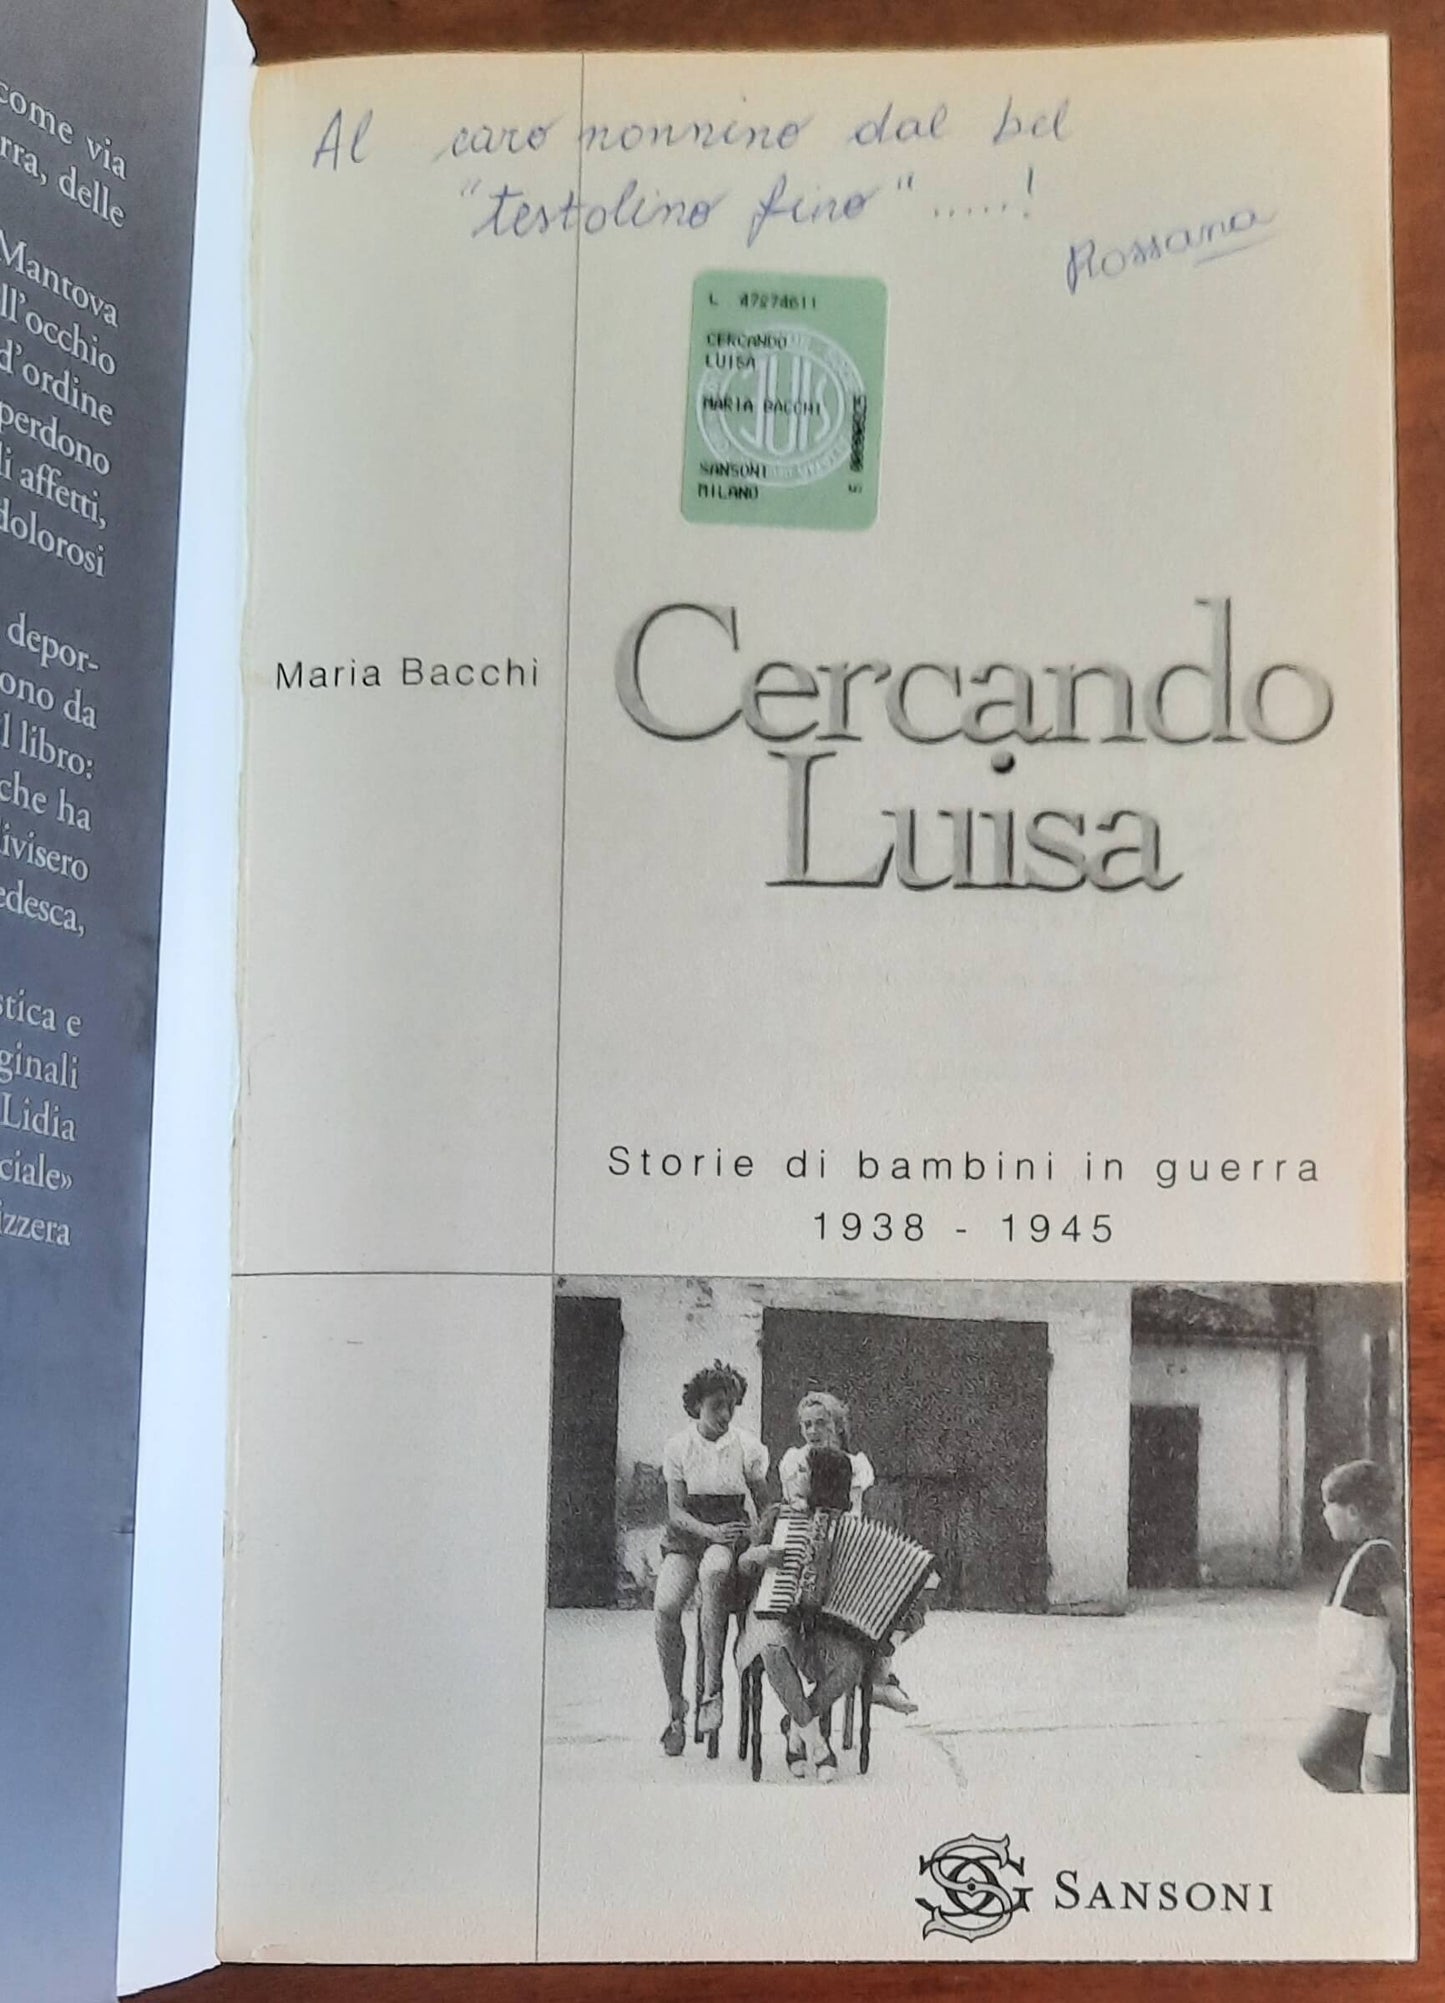 come via
rra, delle
Mantova
ll'occhio
d'ordine
perdono
li affetti,
dolorosi
depor-
ono da
l libro:
che ha
ivisero
edesca,
stica e
ginali
Lidia
ciale»
izzera
Al caro nonnino dal bel
"testolino fino".....!
Rossana
L 47274611
CERCANDO
LUISA
MARIA BACCHI
SANSONI
MILANO
Maria Bacchi
Cercando
Luisa
Storie di bambini in guerra
1938 - 1945
SANSONI